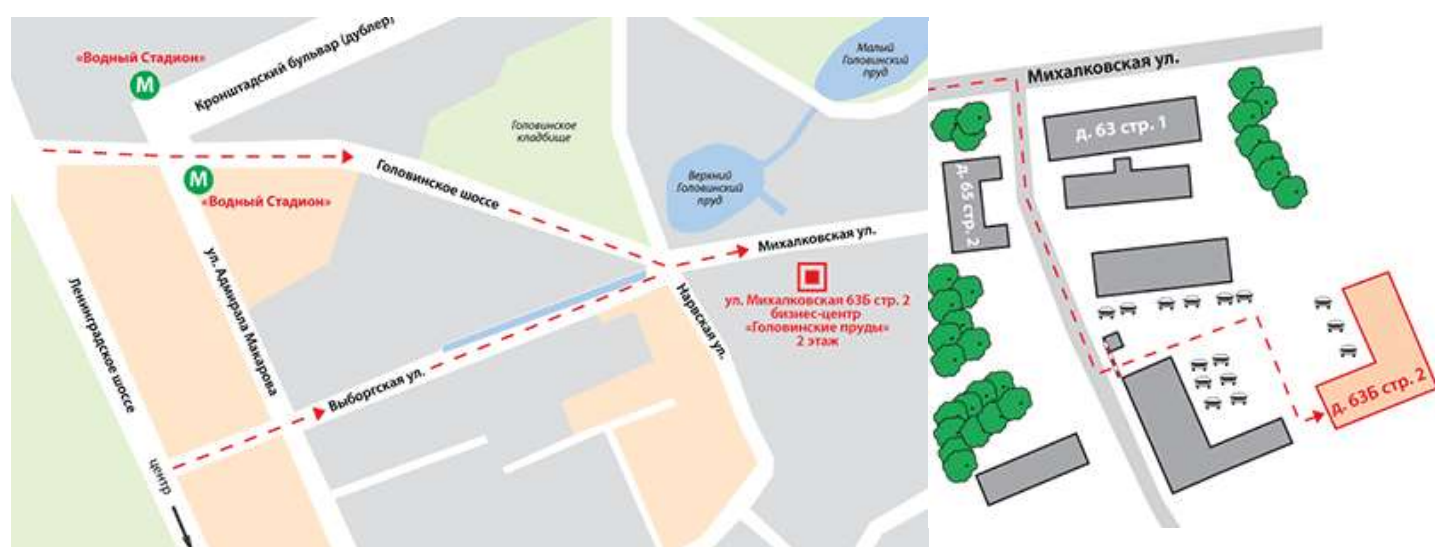 «Водный Стадион»
М
Кронштадский бульвар (дублер)
Малый
Головинский
пруд
Головинское
кладбище
Головинское шоссе
М
«Водный Стадион»
Верхний
Головинский
пруд
Михалковская ул.
ул. Михалковская 63Б стр. 2
бизнес-центр
«Головинские пруды»
2 этаж
Ленинградское шоссе
ул. Адмирала Макарова
Нарвская ул.
Выборгская ул.
центр
Михалковская ул.
д. 63 стр. 1
д. 65 стр. 2
д. 63Б стр. 2